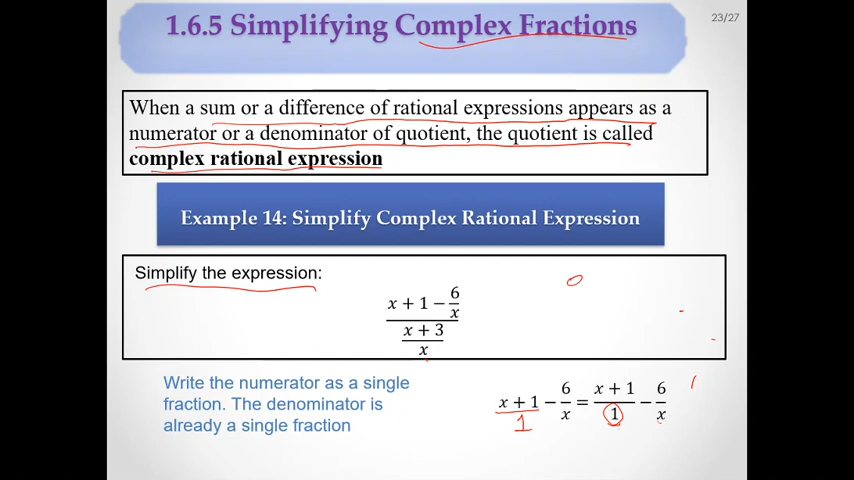 23/27
1.6.5 Simplifying Complex Fractions
When a sum or a difference of rational expressions appears as a
numerator or a denominator of quotient, the quotient is called
complex rational expression
Example 14: Simplify Complex Rational Expression
Simplify the expression:
6
x + 1 − x
x + 3
x
Write the numerator as a single
fraction. The denominator is
already a single fraction
x + 1 − 6/x = (x + 1)/1 − 6/x
1